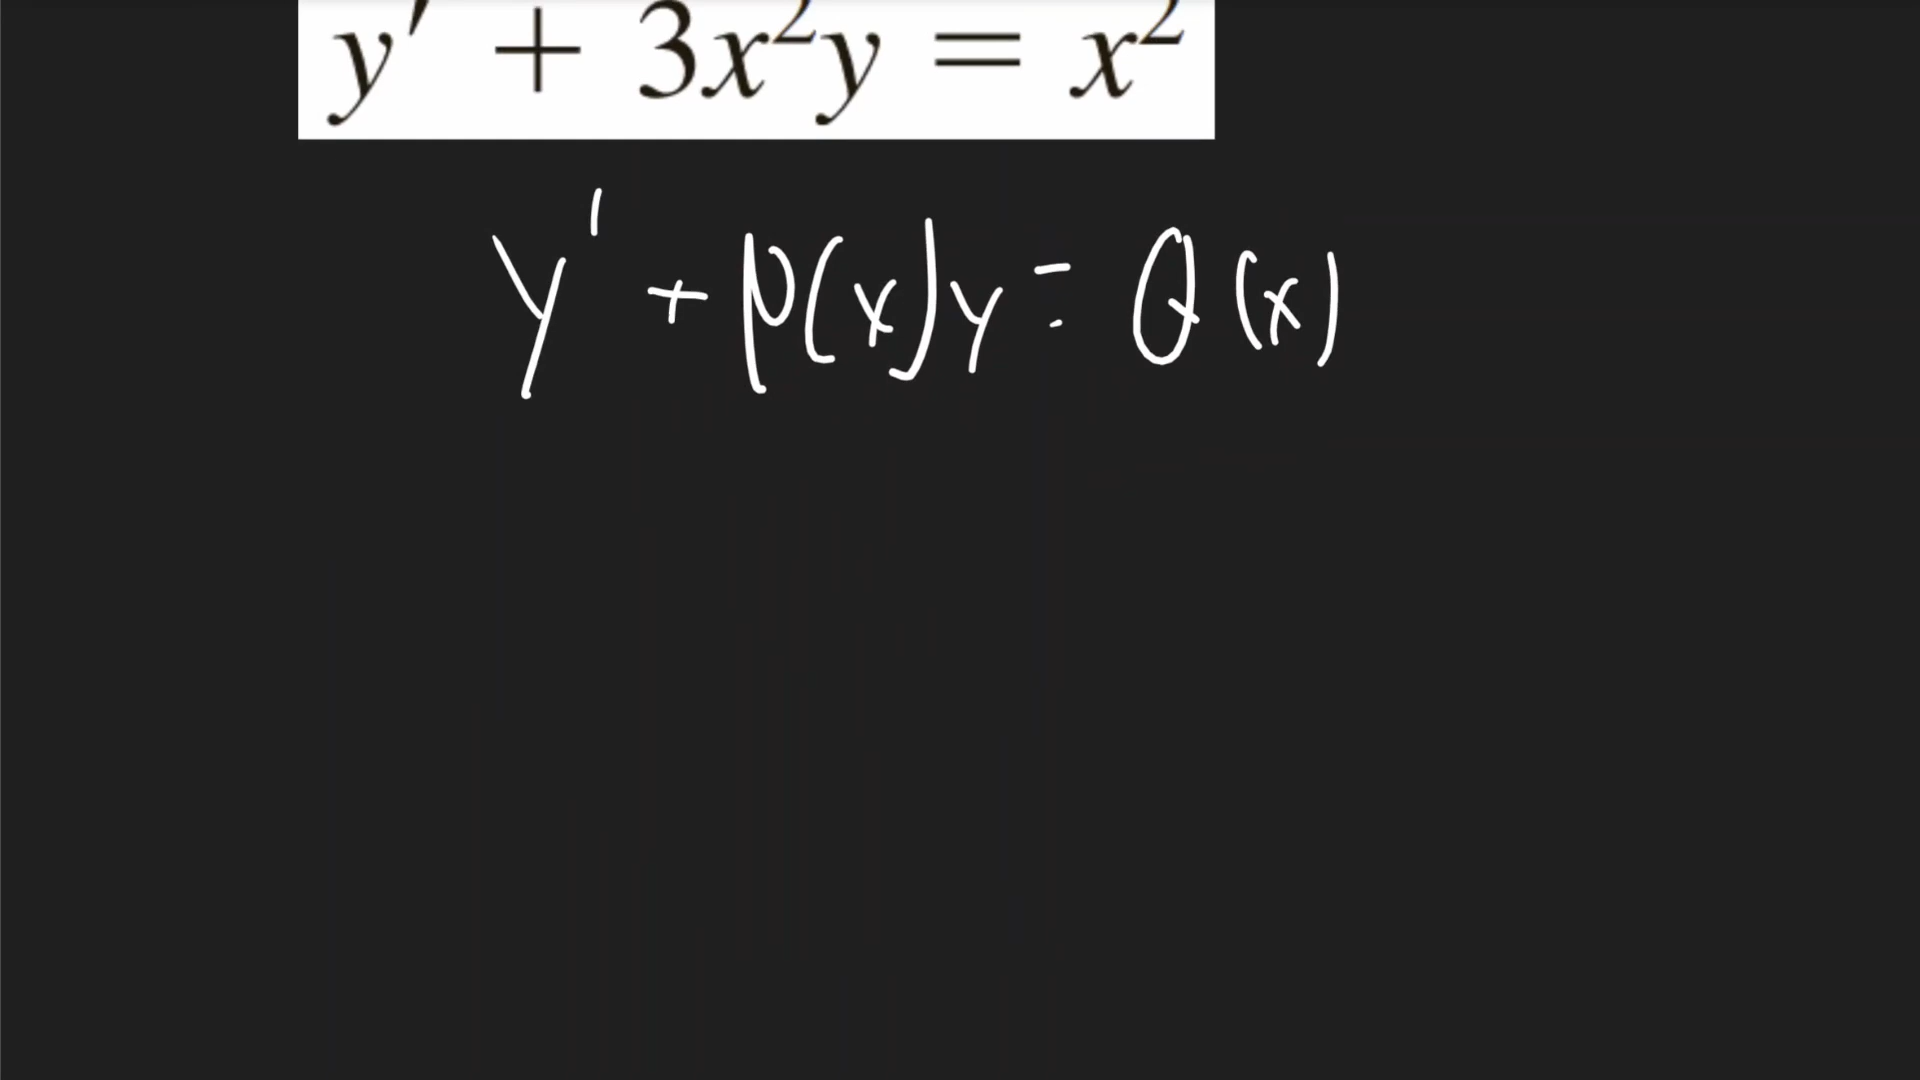 y′ + 3x²y = x²
y' + p(x)y = Q(x)